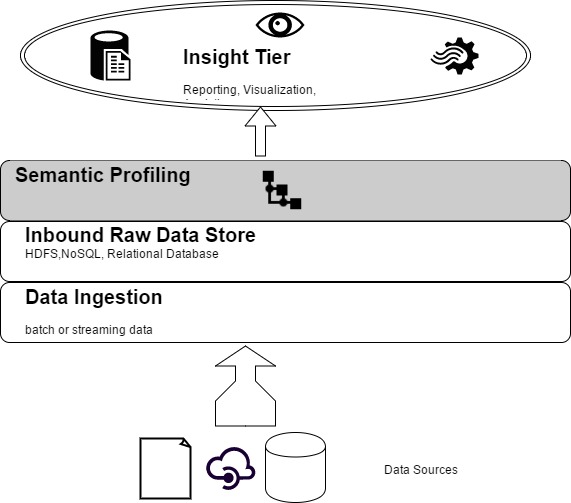 Insight Tier
Reporting, Visualization,
Semantic Profiling
Inbound Raw Data Store
HDFS,NoSQL, Relational Database
Data Ingestion
batch or streaming data
Data Sources